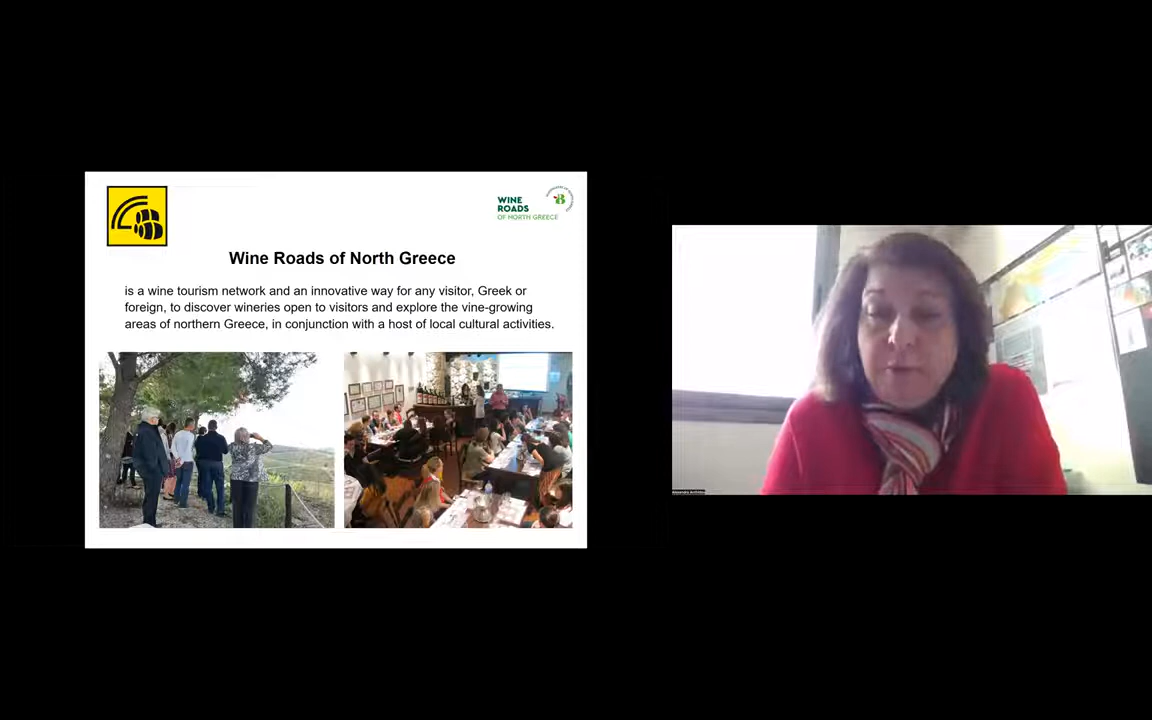 WINE
ROADS
OF NORTH GREECE
Wine Roads of North Greece
is a wine tourism network and an innovative way for any visitor, Greek or
foreign, to discover wineries open to visitors and explore the vine-growing
areas of northern Greece, in conjunction with a host of local cultural activities.